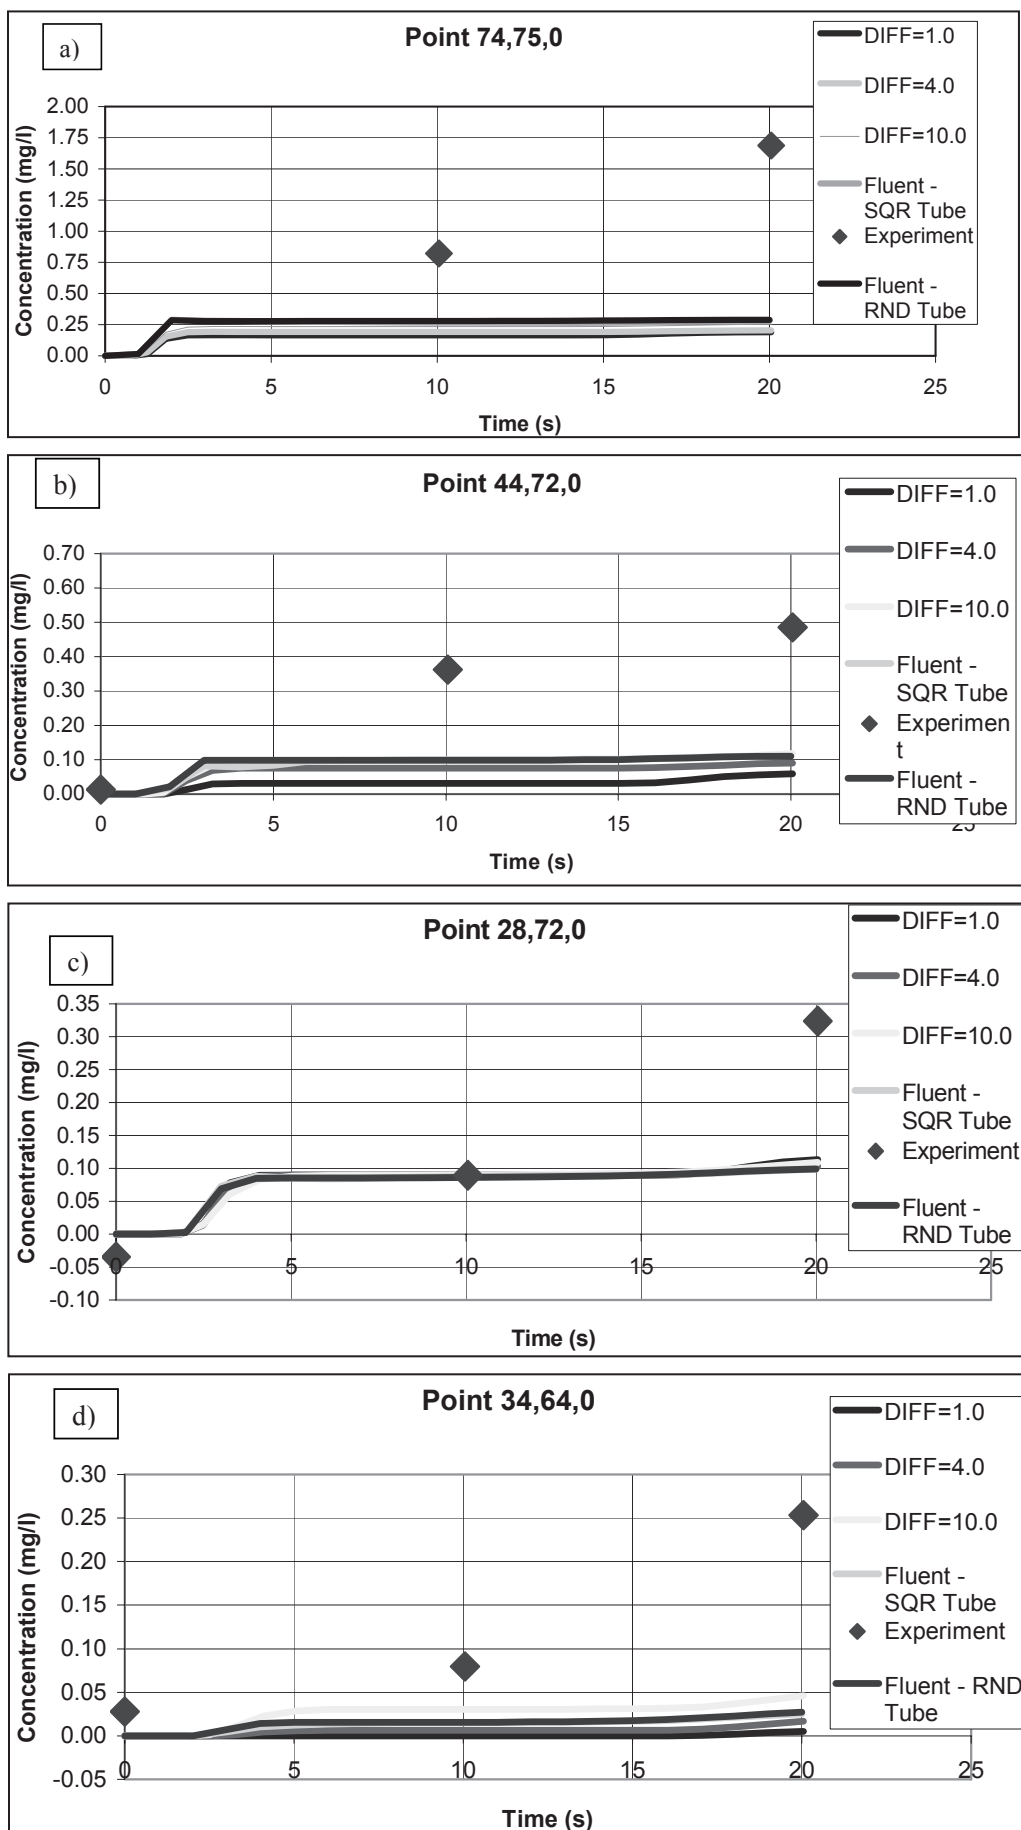 a)
Point 74,75,0
DIFF=1.0
DIFF=4.0
DIFF=10.0
Fluent -
SQR Tube
Experiment
Fluent -
RND Tube
Concentration (mg/l)
2.00
1.75
1.50
1.25
1.00
0.75
0.50
0.25
0.00
0
5
10
15
20
25
Time (s)
b)
Point 44,72,0
DIFF=1.0
DIFF=4.0
DIFF=10.0
Fluent -
SQR Tube
Experimen
t
Fluent -
RND Tube
Concentration (mg/l)
0.70
0.60
0.50
0.40
0.30
0.20
0.10
0.00
0
5
10
15
20
25
Time (s)
c)
Point 28,72,0
DIFF=1.0
DIFF=4.0
DIFF=10.0
Fluent -
SQR Tube
Experiment
Fluent -
RND Tube
Concentration (mg/l)
0.35
0.30
0.25
0.20
0.15
0.10
0.05
0.00
-0.05
-0.10
0
5
10
15
20
25
Time (s)
d)
Point 34,64,0
DIFF=1.0
DIFF=4.0
DIFF=10.0
Fluent -
SQR Tube
Experiment
Fluent - RND
Tube
Concentration (mg/l)
0.30
0.25
0.20
0.15
0.10
0.05
0.00
-0.05
0
5
10
15
20
25
Time (s)